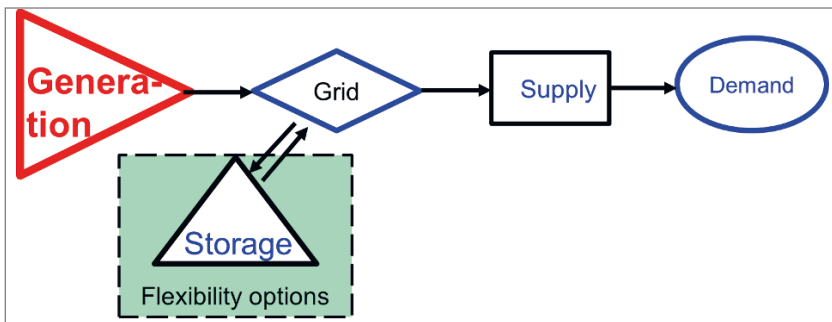 Genera-
tion
Grid
Supply
Demand
Storage
Flexibility options